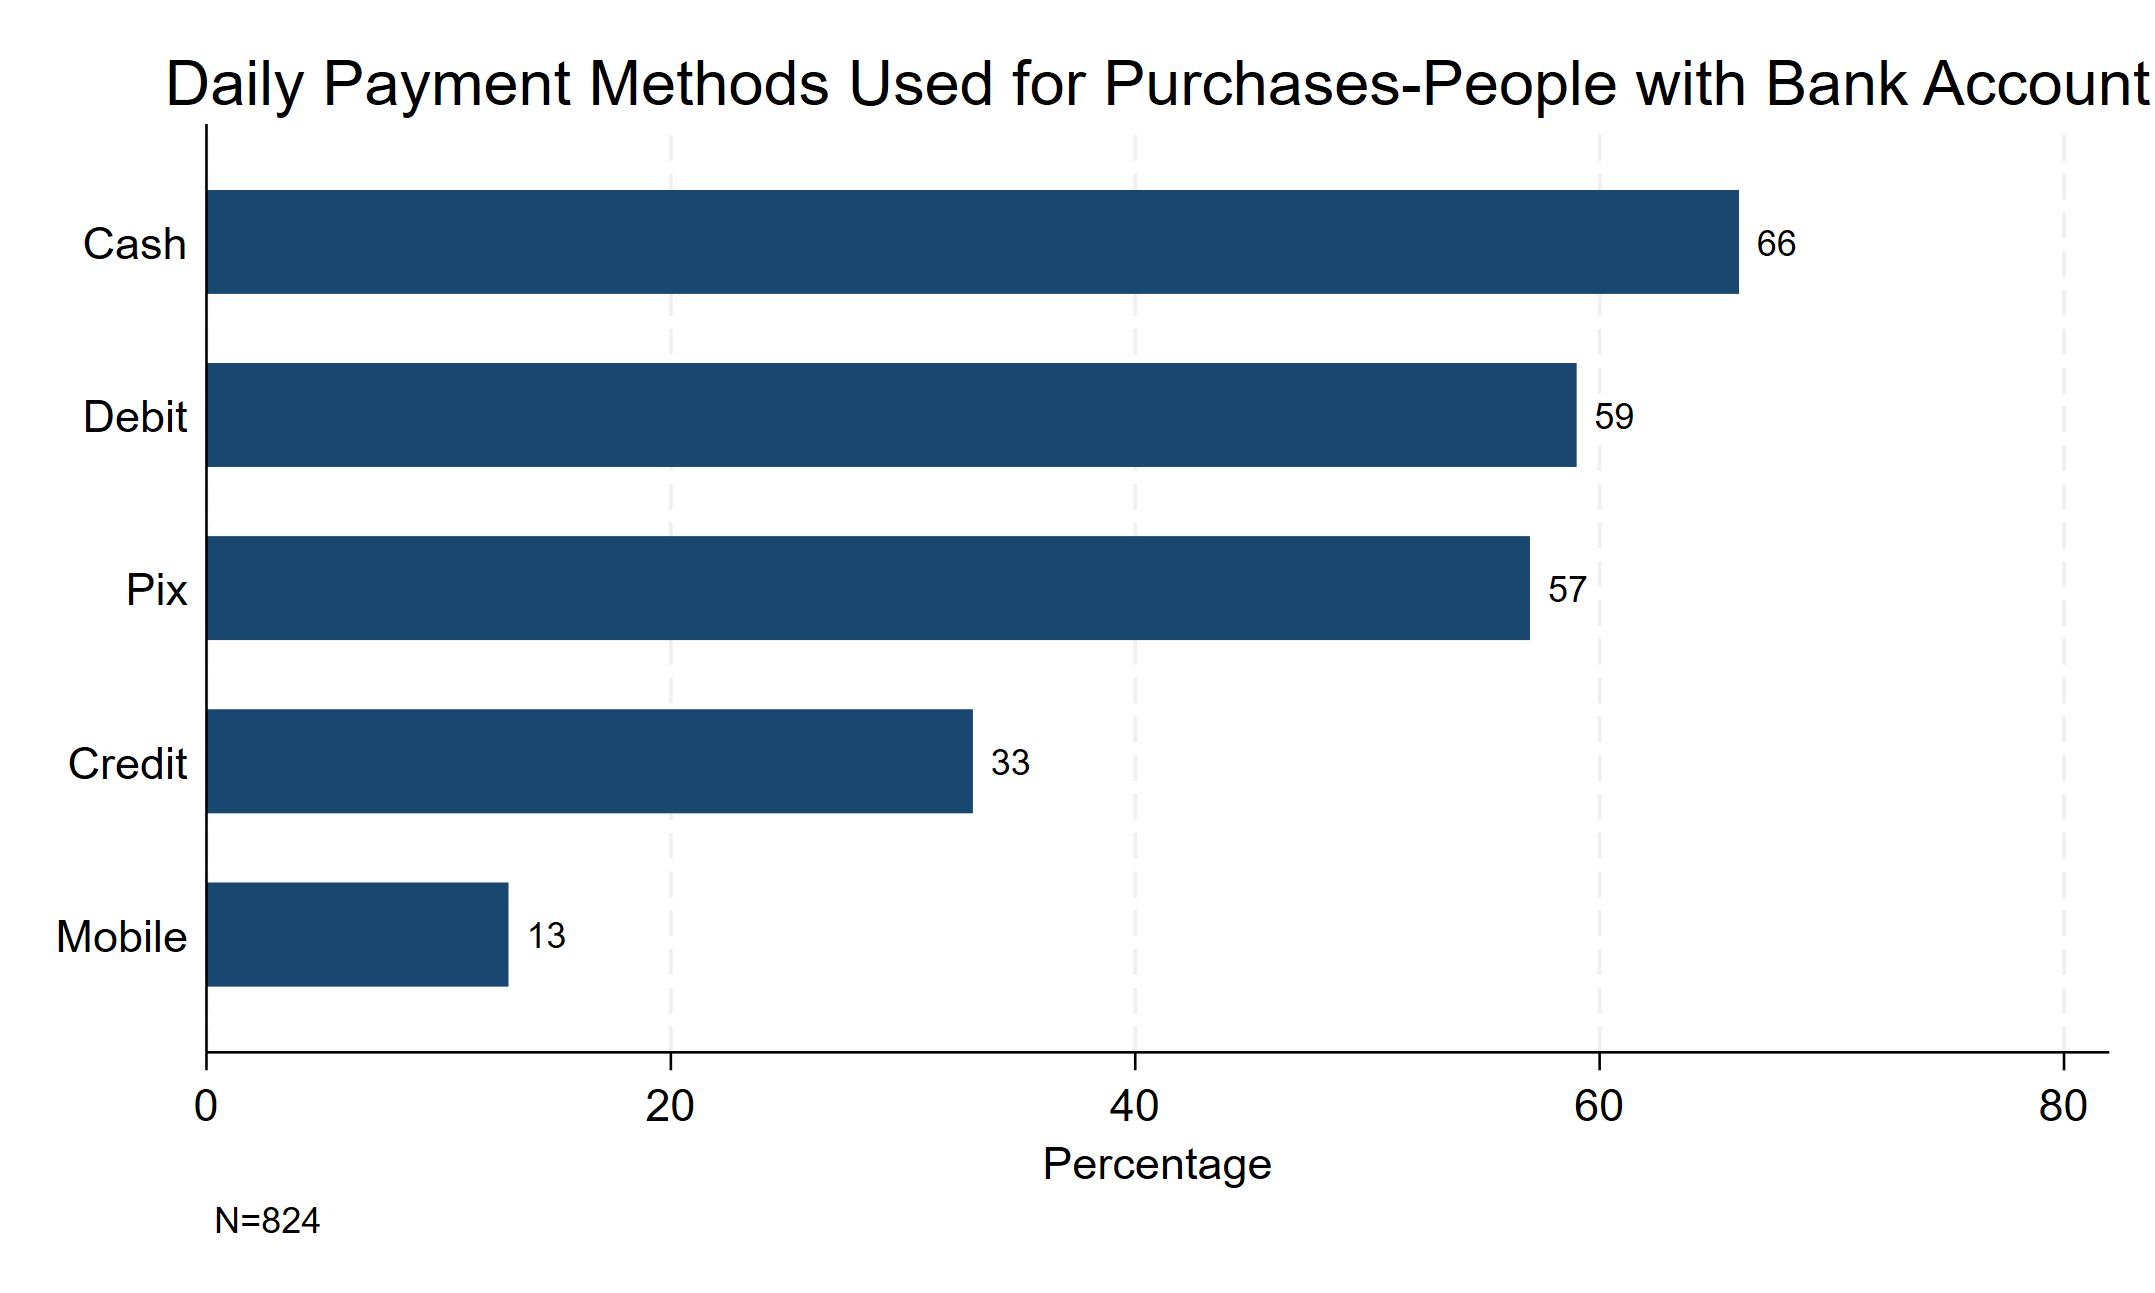 Daily Payment Methods Used for Purchases-People with Bank Account
Cash
66
Debit
59
Pix
57
Credit
33
Mobile
13
0 20 40 60 80
Percentage
N=824